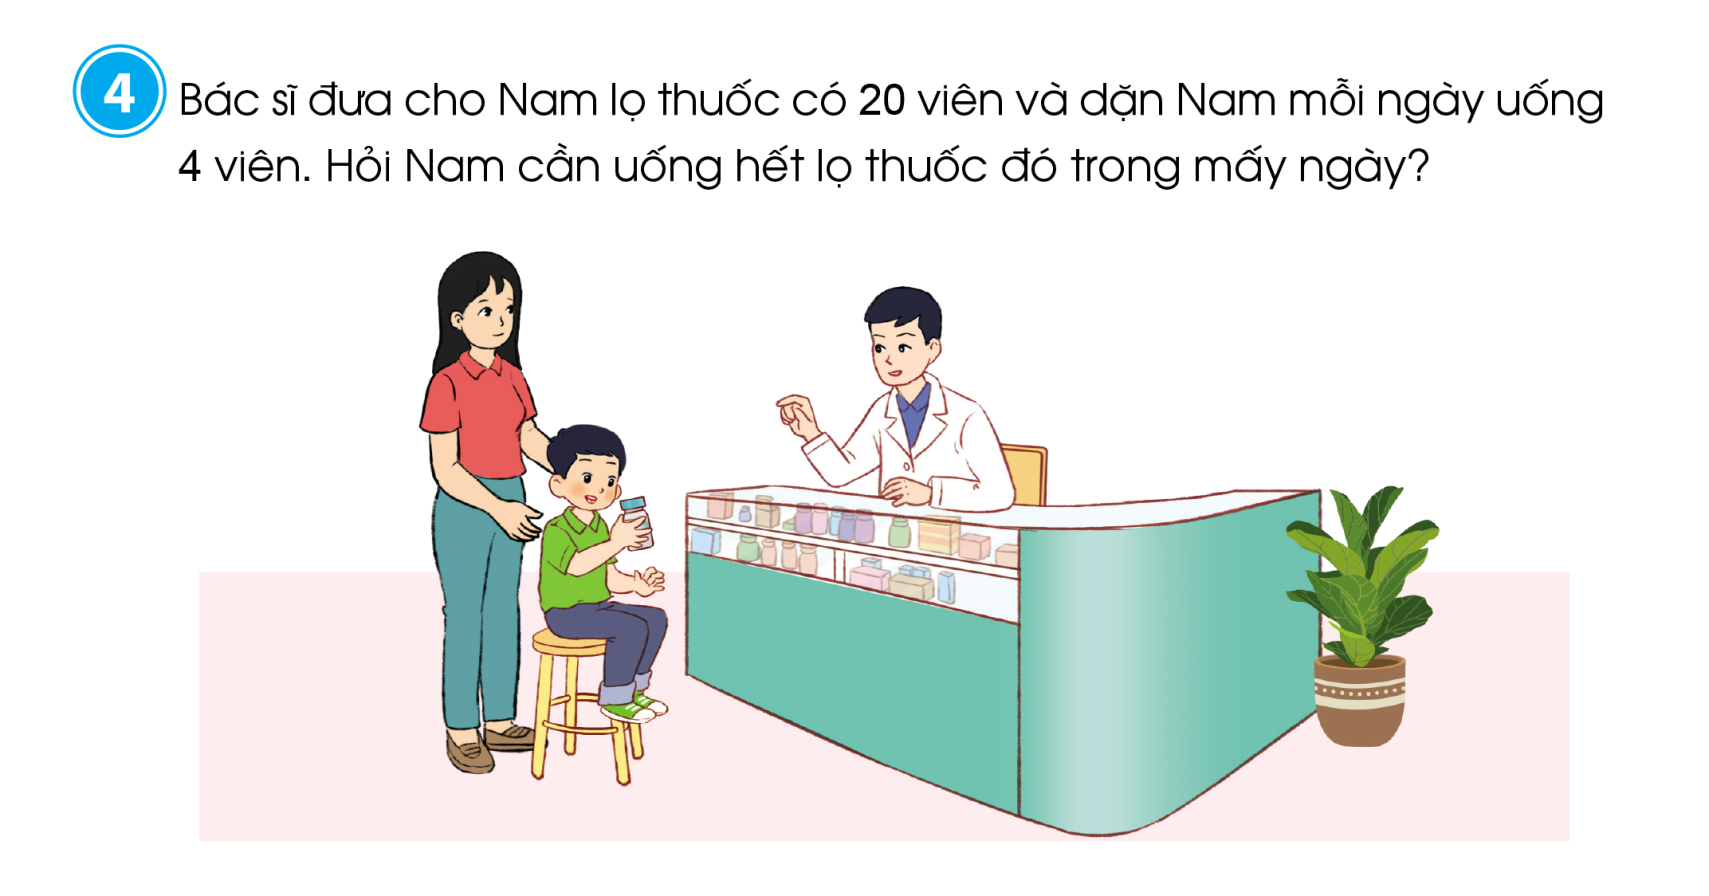 4
Bác sĩ đưa cho Nam lọ thuốc có 20 viên và dặn Nam mỗi ngày uống
4 viên. Hỏi Nam cần uống hết lọ thuốc đó trong mấy ngày?